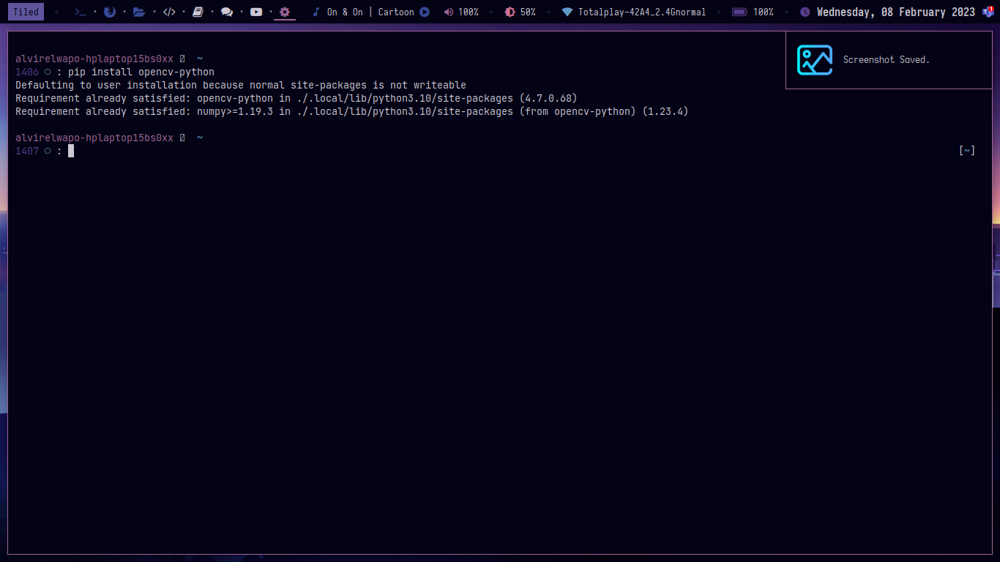 Tiled On & On | Cartoon 100% 50% Totalplay-42A4_2.4Gnormal 100% Wednesday, 08 February 2023 1
Screenshot Saved.
alvirelwapo-hplaptop15bs0xx ~
1406 ○ : pip install opencv-python
Defaulting to user installation because normal site-packages is not writeable
Requirement already satisfied: opencv-python in ./.local/lib/python3.10/site-packages (4.7.0.68)
Requirement already satisfied: numpy>=1.19.3 in ./.local/lib/python3.10/site-packages (from opencv-python) (1.23.4)
alvirelwapo-hplaptop15bs0xx ~
1407 ○ : [~]